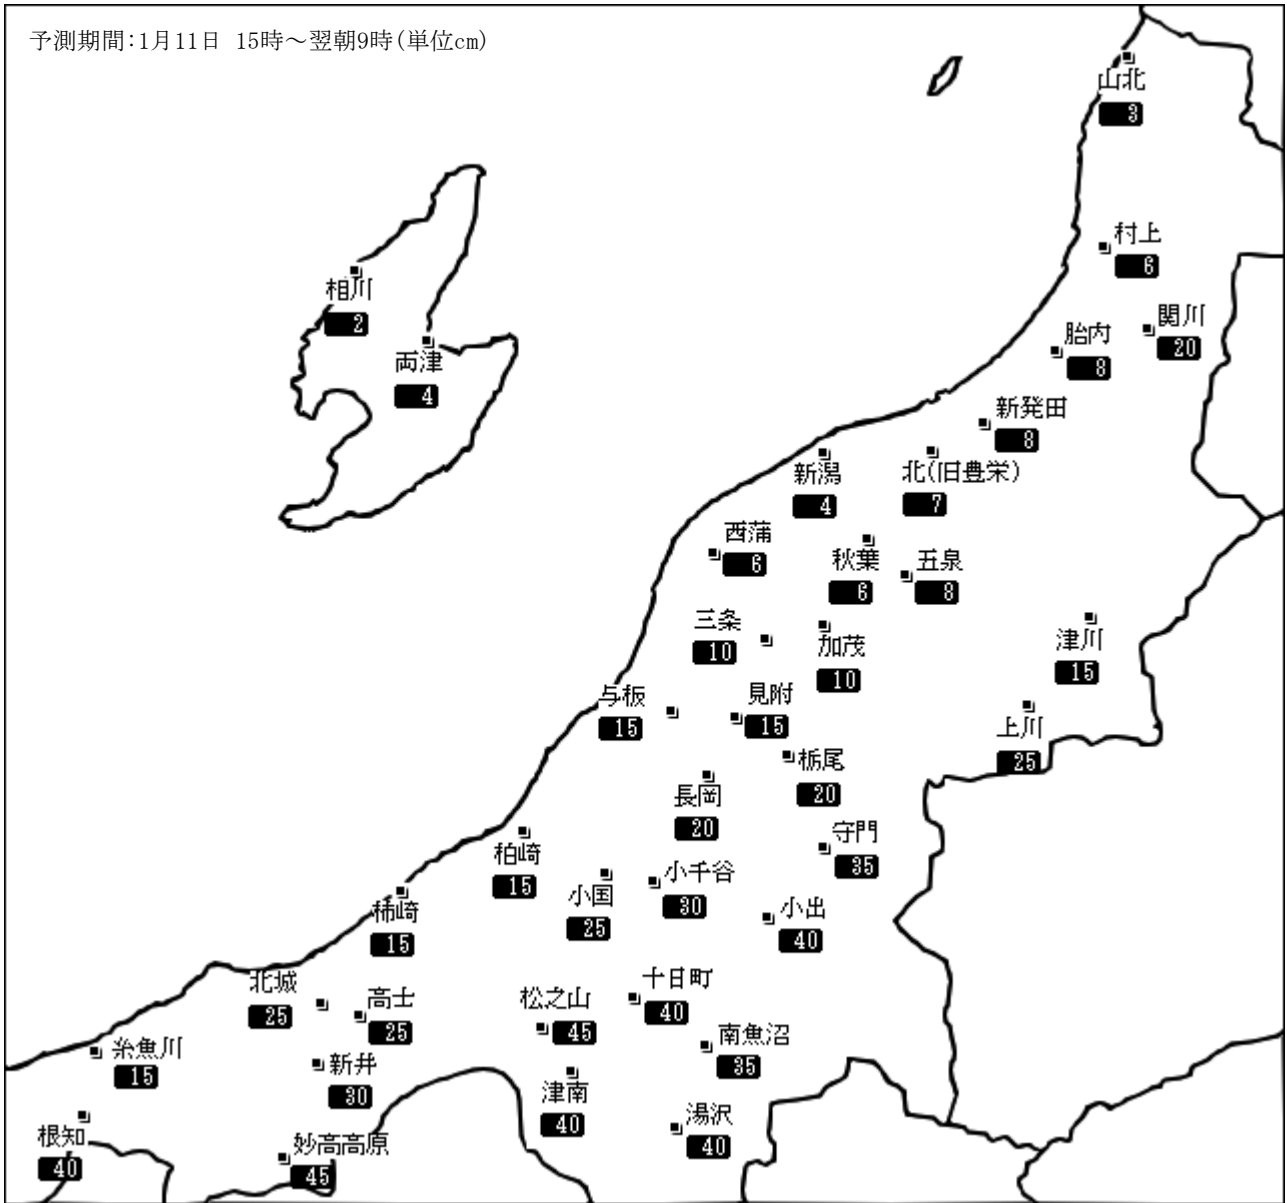 予測期間:1月11日 15時～翌朝9時(単位cm)
山北
3
村上
6
相川
2
関川
20
胎内
8
両津
4
新発田
8
新潟
4
北(旧豊栄)
7
西蒲
6
秋葉
6
五泉
8
三条
10
加茂
10
津川
15
与板
15
見附
15
上川
25
栃尾
20
長岡
20
守門
35
柏崎
15
小国
25
小千谷
30
小出
40
柿崎
15
北城
25
高士
25
松之山
45
十日町
40
南魚沼
35
糸魚川
15
新井
30
津南
40
湯沢
40
根知
40
妙高高原
45